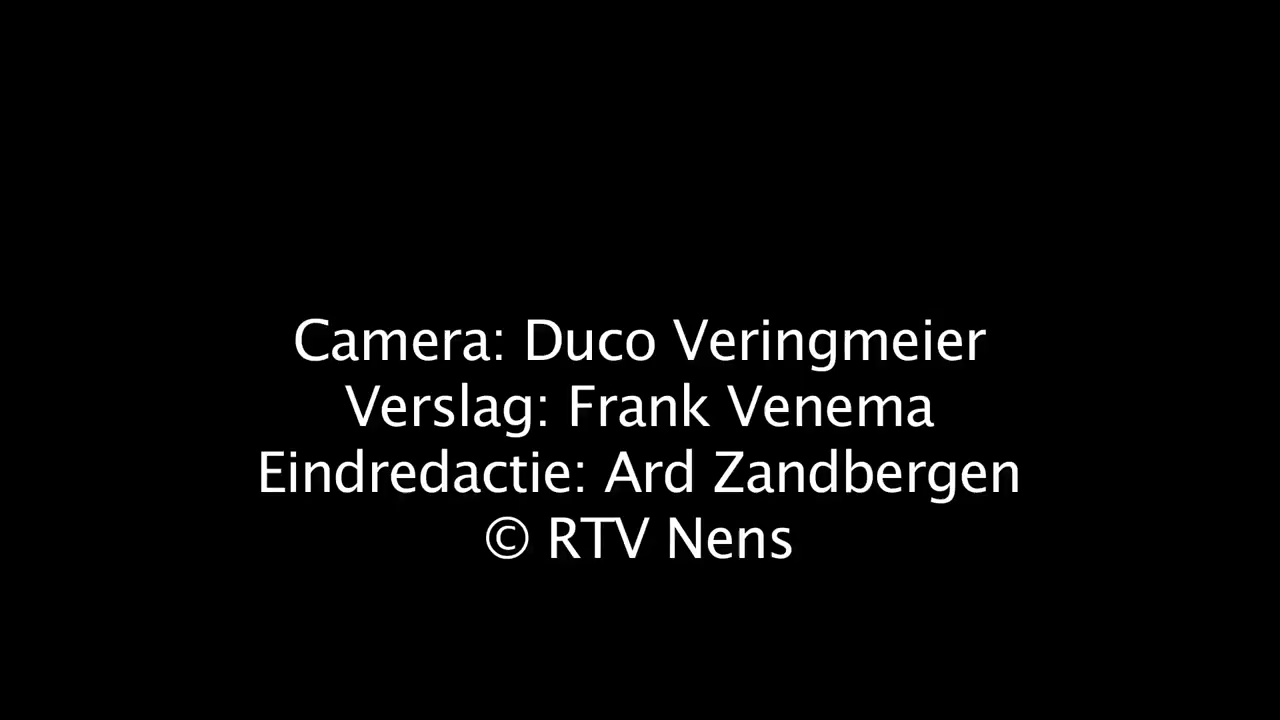 Camera: Duco Veringmeier
Verslag: Frank Venema
Eindredactie: Ard Zandbergen
© RTV Nens